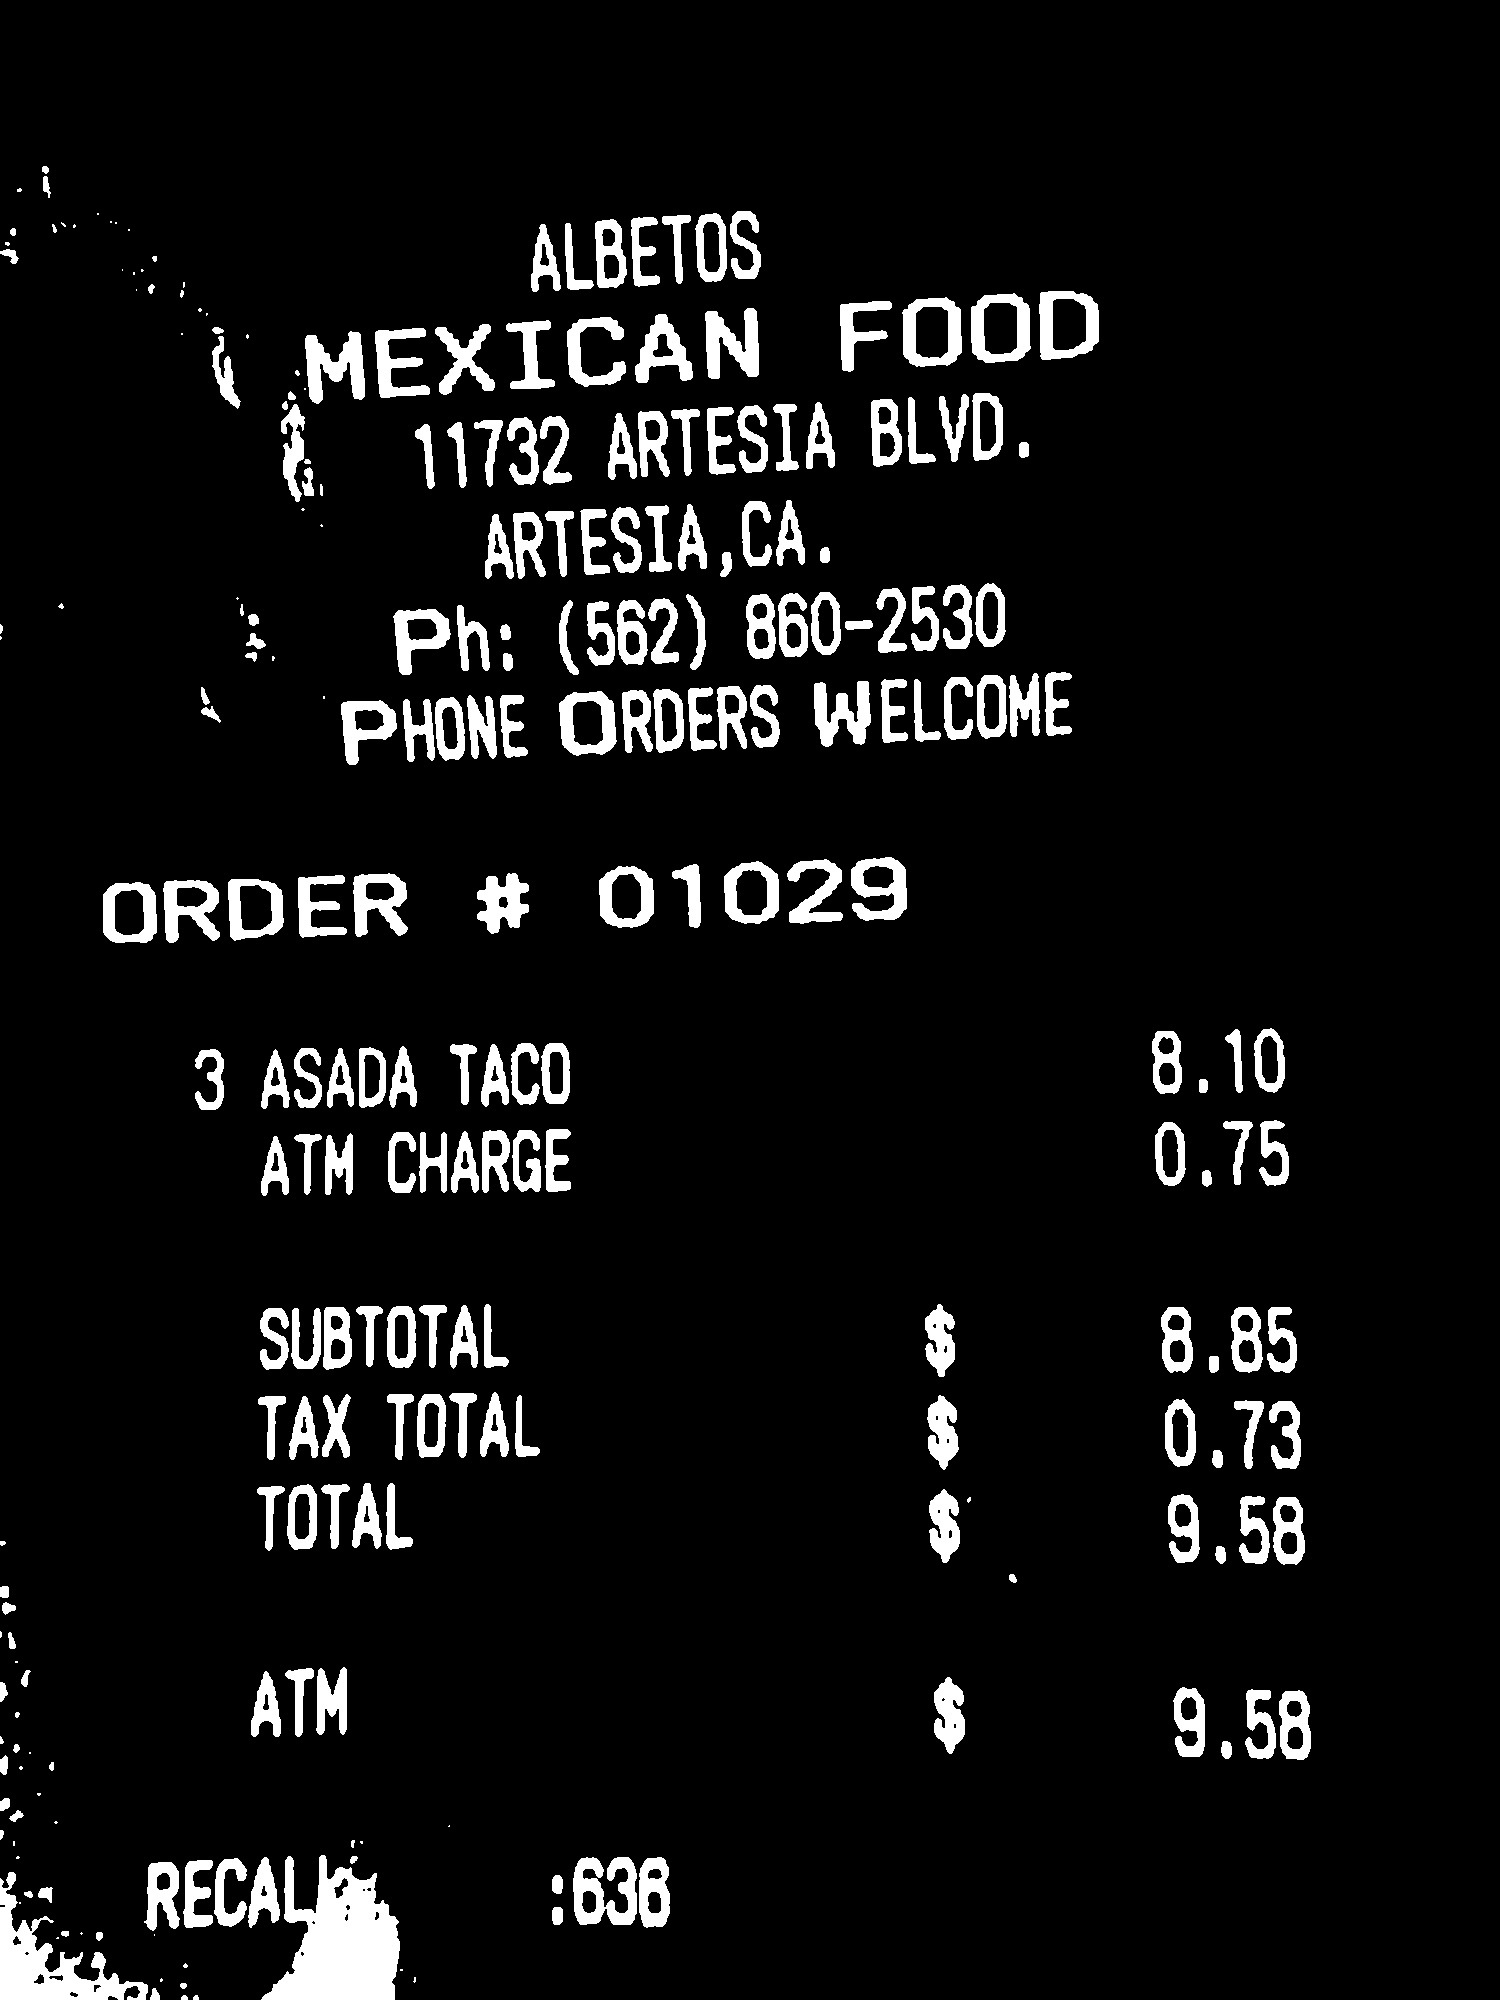 ALBETOS
MEXICAN FOOD
11732 ARTESIA BLVD.
ARTESIA,CA.
Ph: (562) 860-2530
PHONE ORDERS WELCOME
ORDER # 01029
3 ASADA TACO 8.10
ATM CHARGE 0.75
SUBTOTAL $ 8.85
TAX TOTAL $ 0.73
TOTAL $ 9.58
ATM $ 9.58
RECALL :636